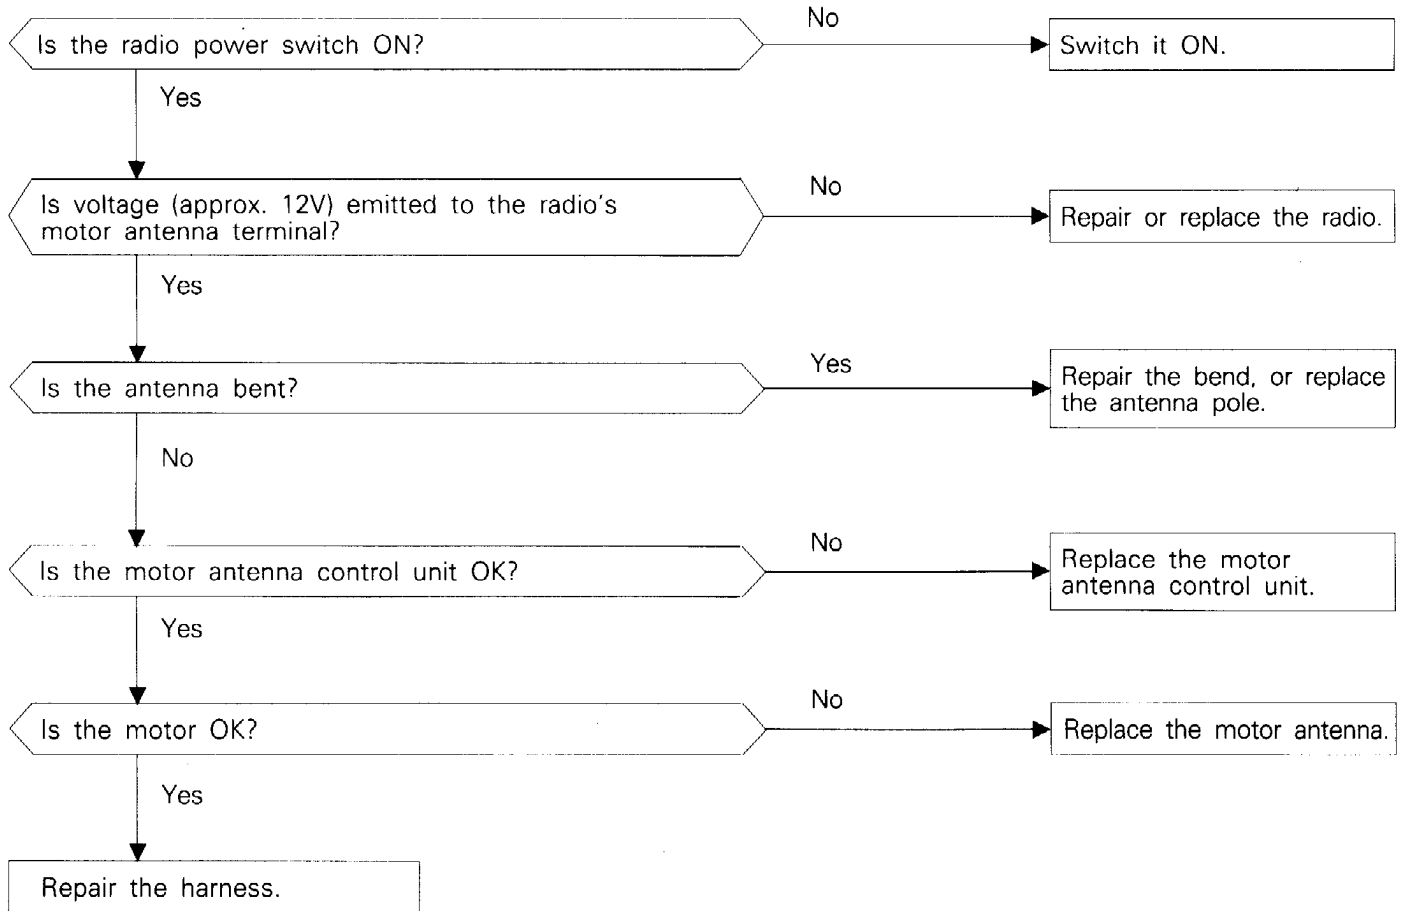 Is the radio power switch ON?
No
Switch it ON.
Yes
Is voltage (approx. 12V) emitted to the radio's
motor antenna terminal?
No
Repair or replace the radio.
Yes
Is the antenna bent?
Yes
Repair the bend, or replace
the antenna pole.
No
Is the motor antenna control unit OK?
No
Replace the motor
antenna control unit.
Yes
Is the motor OK?
No
Replace the motor antenna.
Yes
Repair the harness.